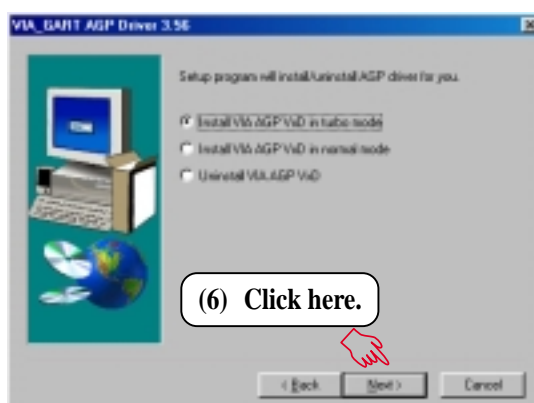 VIA_GART AGP Driver 3.56
Setup program will install/uninstall AGP driver for you.
Install VIA AGP VxD in turbo mode
Install VIA AGP VxD in normal mode
Uninstall VIA AGP VxD
(6) Click here.
< Back
Next >
Cancel